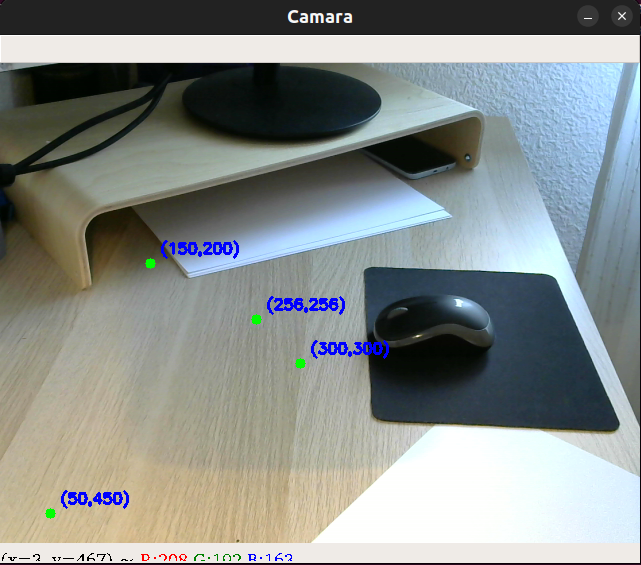 Camara
(150,200)
(256,256)
(300,300)
(50,450)
(x=3, y=467) ~ R:208 G:192 B:163